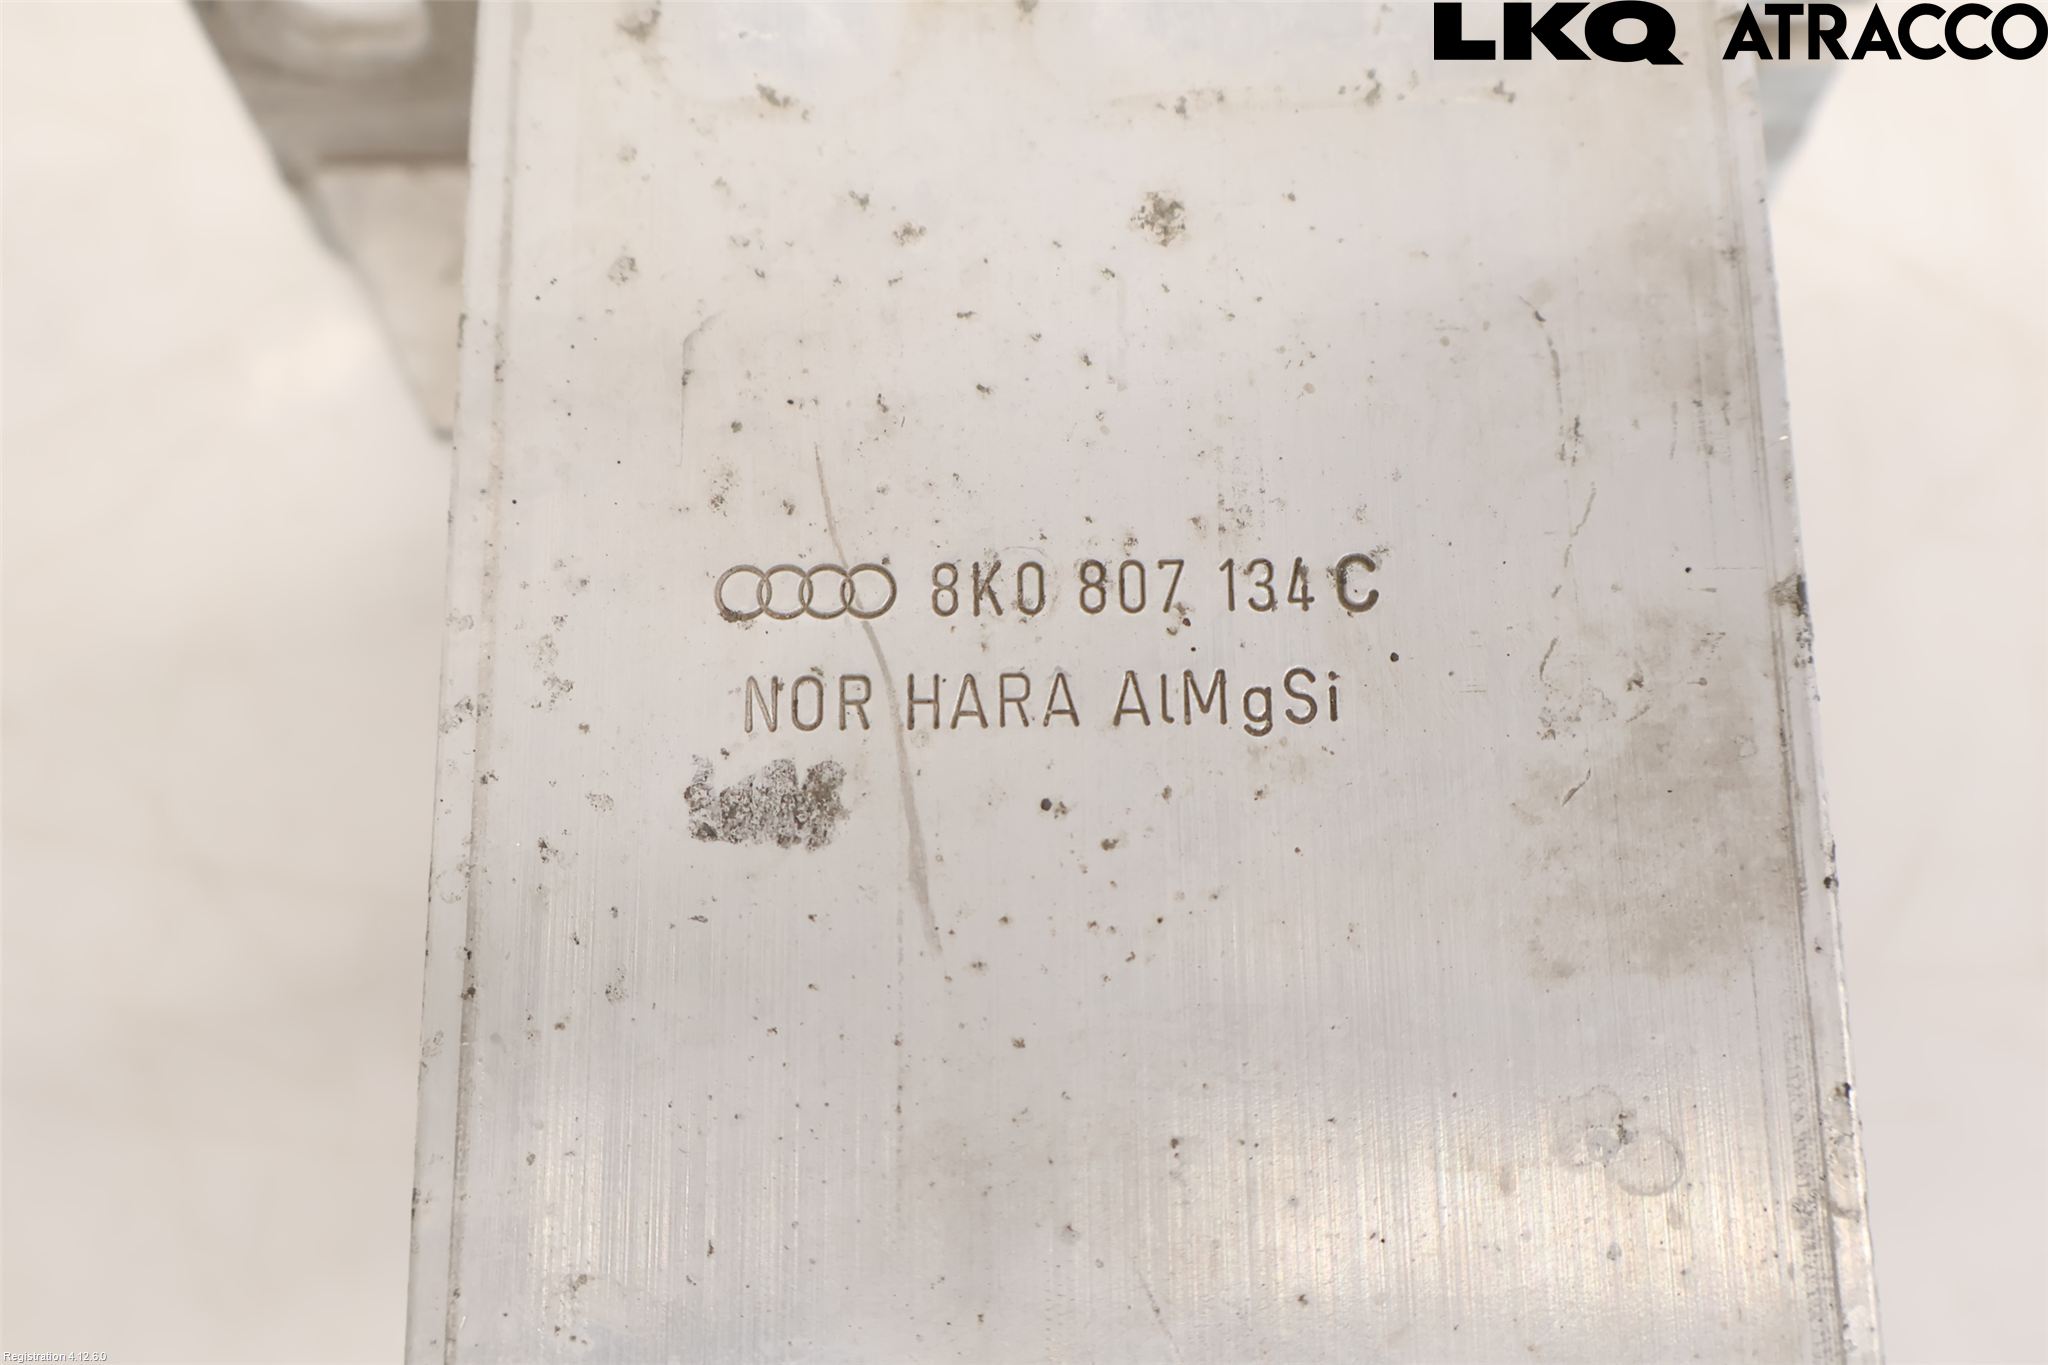 LKQ ATRACCO
8K0 807 134 C
NOR HARA AlMgSi
Registration 4.12.6.0